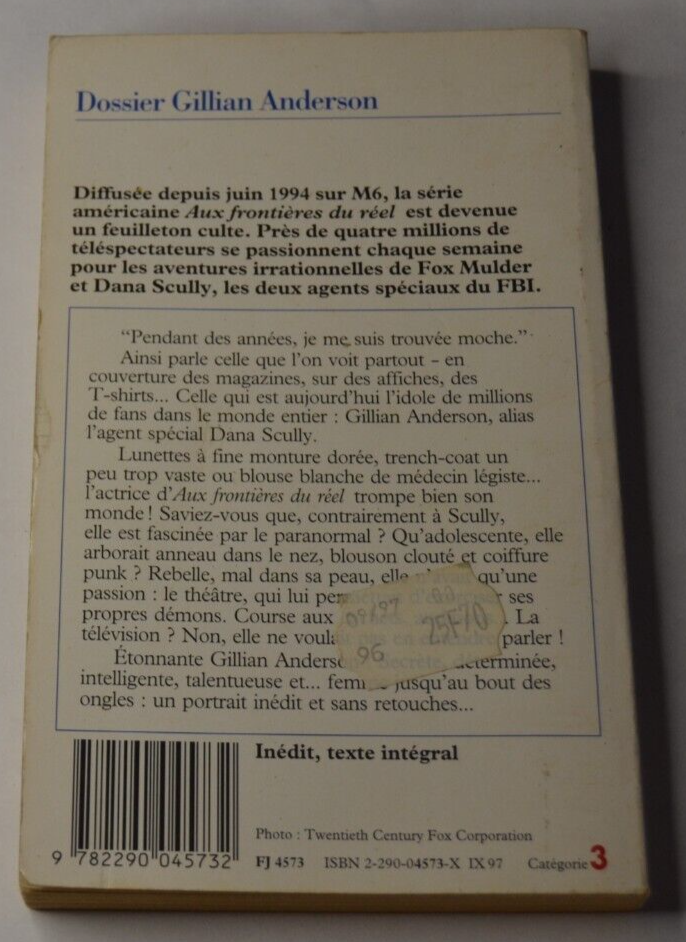 Dossier Gillian Anderson
Diffusée depuis juin 1994 sur M6, la série
américaine Aux frontières du réel est devenue
un feuilleton culte. Près de quatre millions de
téléspectateurs se passionnent chaque semaine
pour les aventures irrationnelles de Fox Mulder
et Dana Scully, les deux agents spéciaux du FBI.
“Pendant des années, je me suis trouvée moche.”
Ainsi parle celle que l'on voit partout – en
couverture des magazines, sur des affiches, des
T-shirts... Celle qui est aujourd'hui l'idole de millions
de fans dans le monde entier : Gillian Anderson, alias
l'agent spécial Dana Scully.
Lunettes à fine monture dorée, trench-coat un
peu trop vaste ou blouse blanche de médecin légiste...
l'actrice d'Aux frontières du réel trompe bien son
monde ! Saviez-vous que, contrairement à Scully,
elle est fascinée par le paranormal ? Qu'adolescente, elle
arborait anneau dans le nez, blouson clouté et coiffure
punk ? Rebelle, mal dans sa peau, elle qu'une
passion : le théâtre, qui lui ses
propres démons. Course aux La
télévision ? Non, elle ne parler !
Étonnante Gillian déterminée,
intelligente, talentueuse et... jusqu'au bout des
ongles : un portrait inédit et sans retouches...
09/97
25F70
96
Inédit, texte intégral
Photo : Twentieth Century Fox Corporation
9 782290 045732
FJ 4573 ISBN 2-290-04573-X IX 97 Catégorie 3